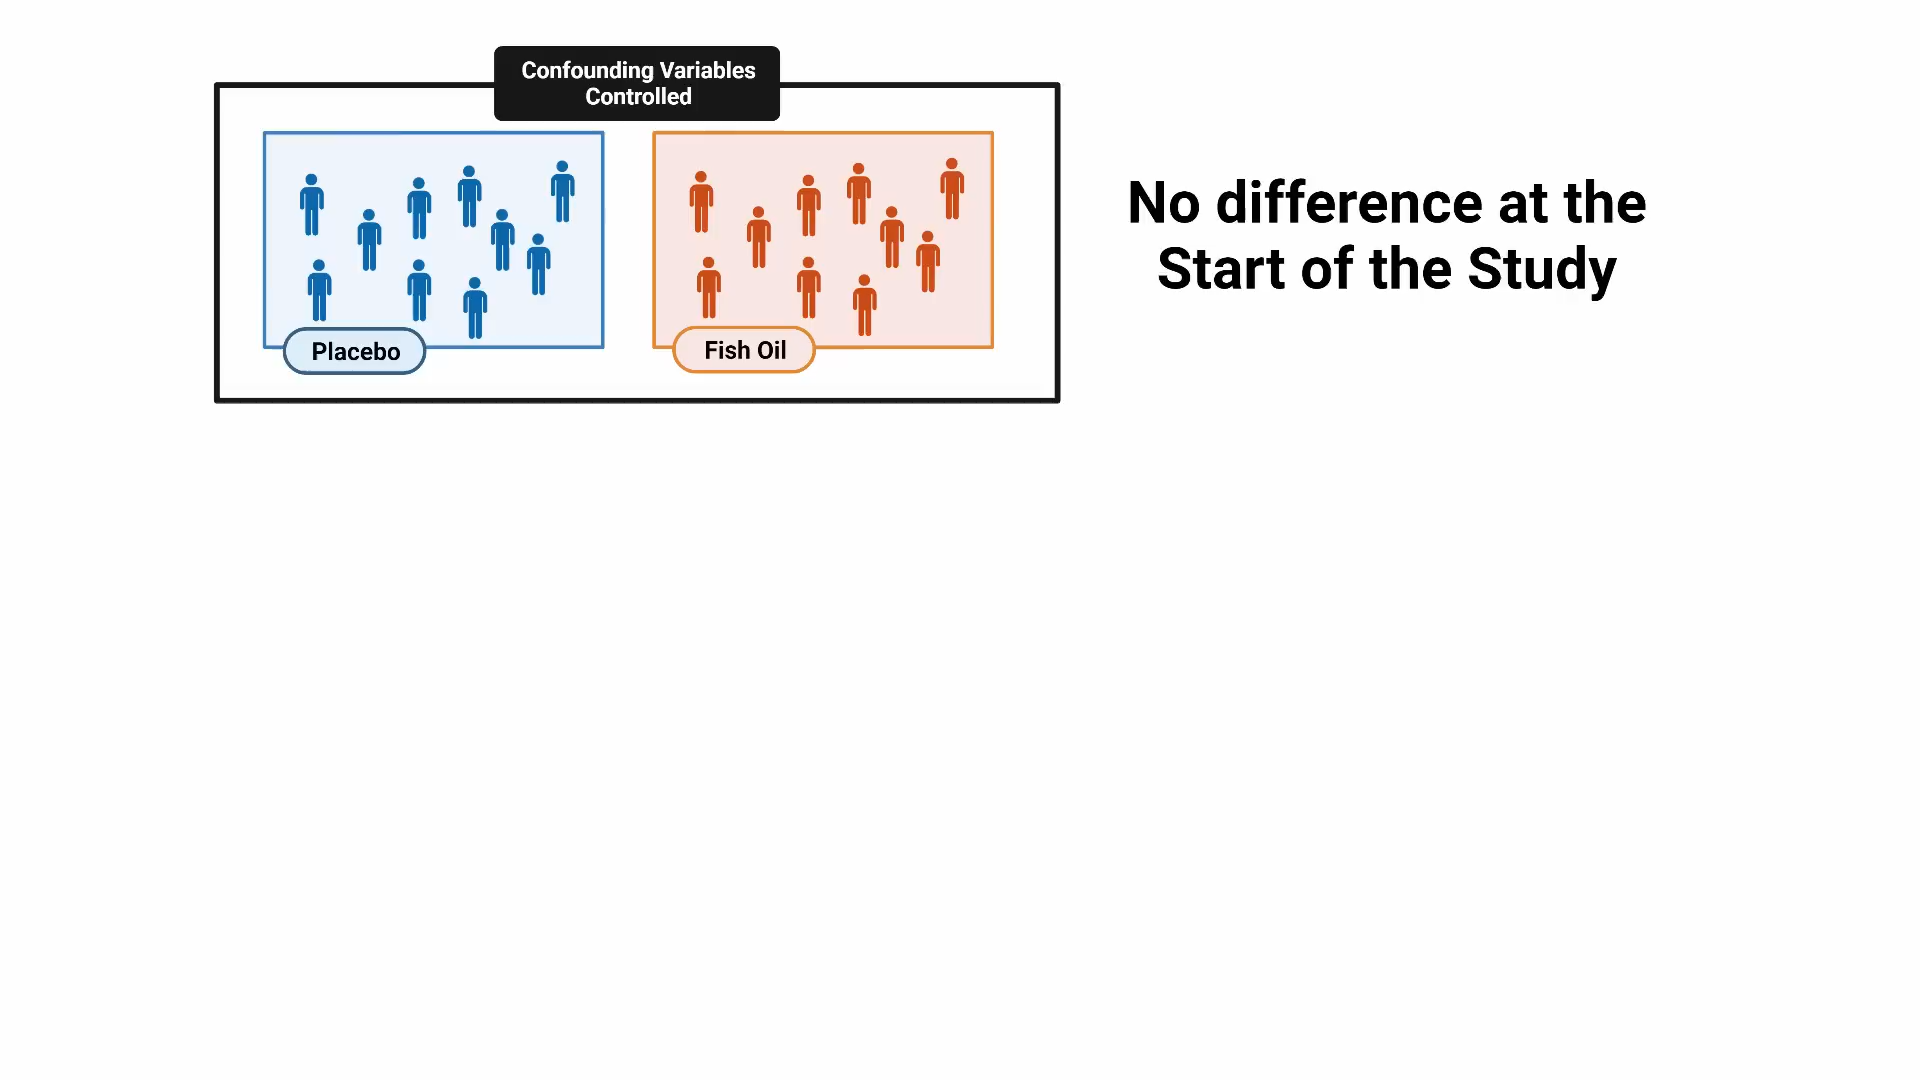 Confounding Variables
Controlled
Placebo
Fish Oil
No difference at the
Start of the Study